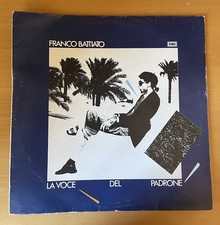 FRANCO BATTIATO EMI
LA VOCE DEL PADRONE